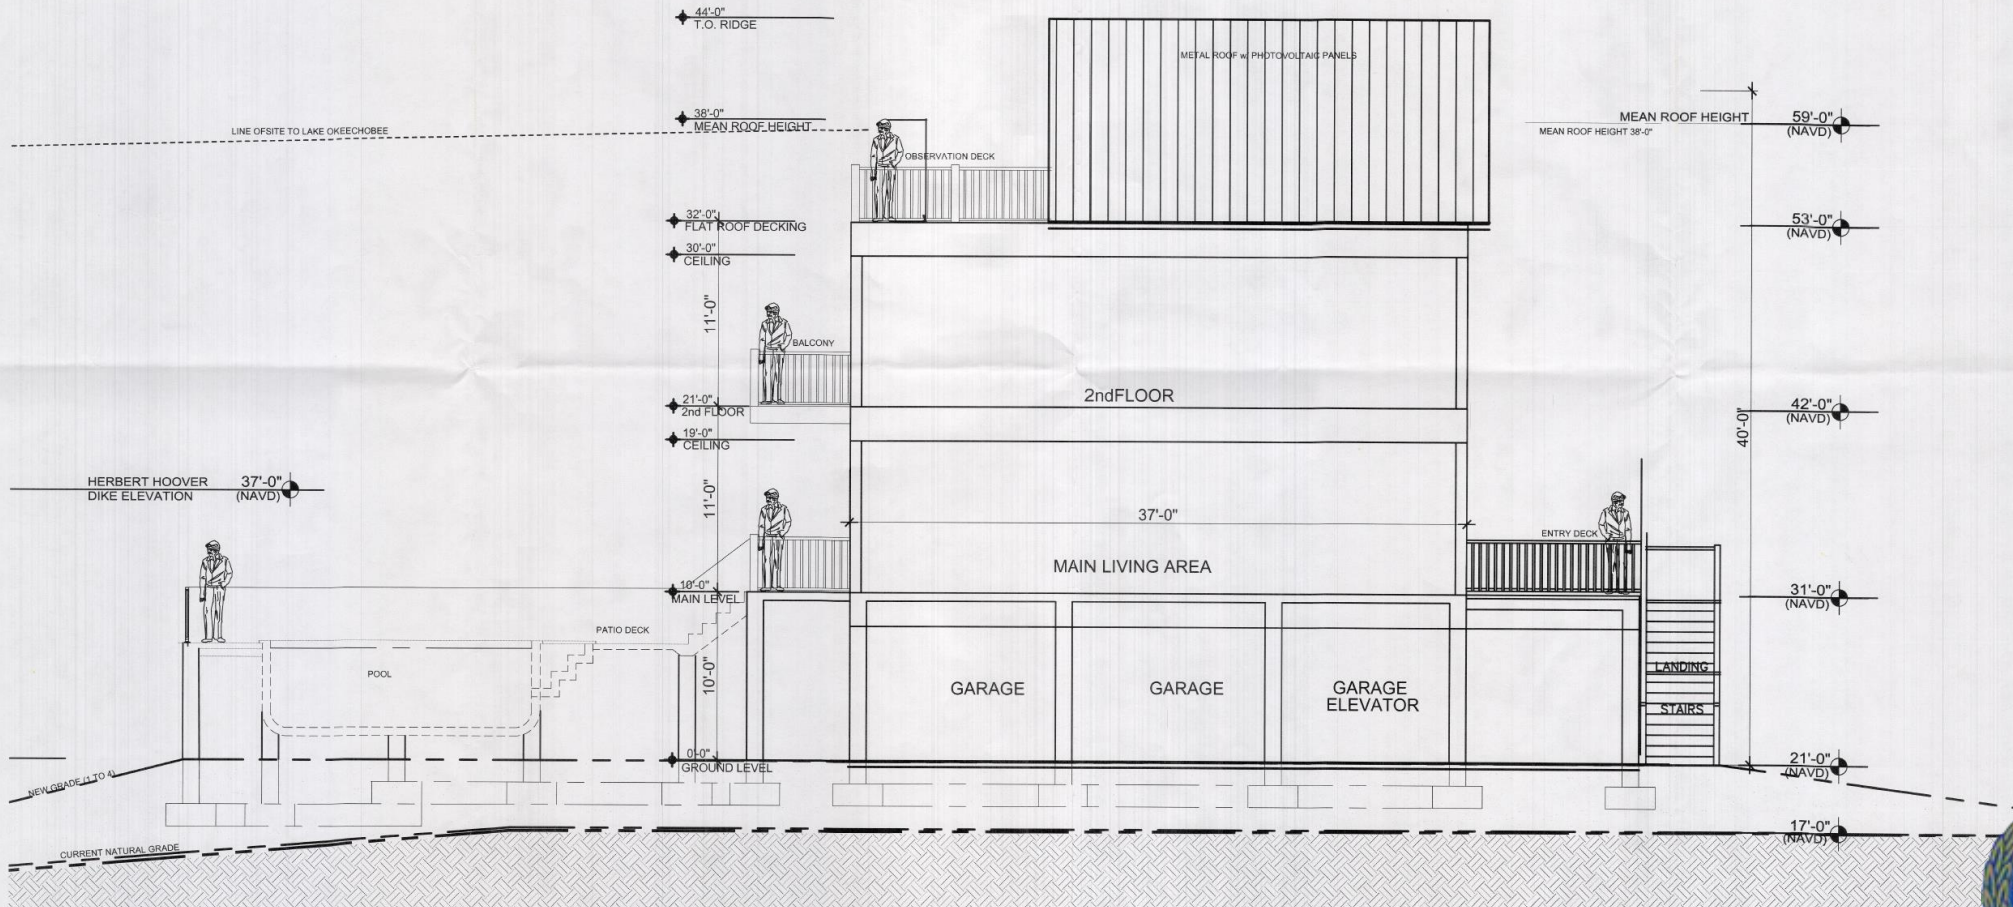 44'-0"
T.O. RIDGE
METAL ROOF w/ PHOTOVOLTAIC PANELS
38'-0"
MEAN ROOF HEIGHT
LINE OFSITE TO LAKE OKEECHOBEE
MEAN ROOF HEIGHT
59'-0"
(NAVD)
MEAN ROOF HEIGHT 38'-0"
OBSERVATION DECK
32'-0"
FLAT ROOF DECKING
53'-0"
(NAVD)
30'-0"
CEILING
11'-0"
BALCONY
2ndFLOOR
21'-0"
2nd FLOOR
42'-0"
(NAVD)
19'-0"
CEILING
40'-0"
HERBERT HOOVER
DIKE ELEVATION
37'-0"
(NAVD)
11'-0"
37'-0"
ENTRY DECK
MAIN LIVING AREA
10'-0"
MAIN LEVEL
31'-0"
(NAVD)
PATIO DECK
POOL
10'-0"
GARAGE
GARAGE
GARAGE
ELEVATOR
LANDING
STAIRS
0'-0"
GROUND LEVEL
21'-0"
(NAVD)
NEW GRADE (1 TO 4)
17'-0"
(NAVD)
CURRENT NATURAL GRADE